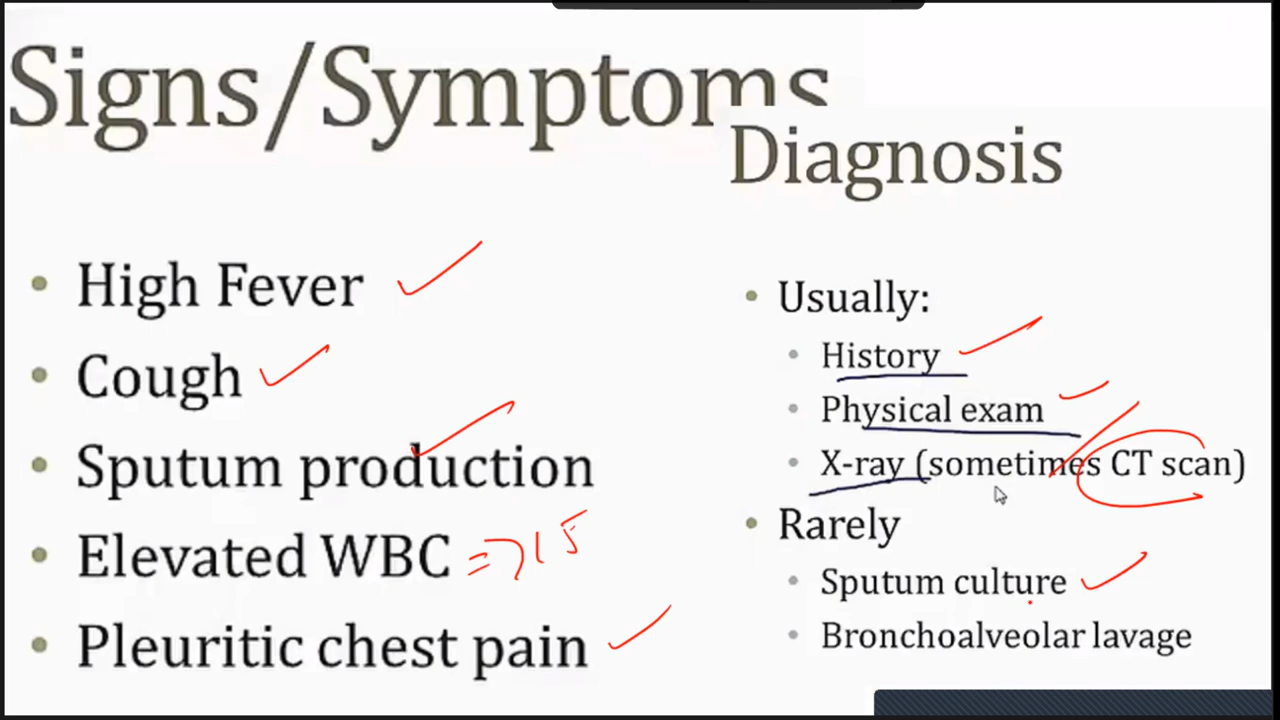 Signs/Symptoms
High Fever
Cough
Sputum production
Elevated WBC => 15
Pleuritic chest pain
Diagnosis
Usually:
History
Physical exam
X-ray (sometimes CT scan)
Rarely
Sputum culture
Bronchoalveolar lavage